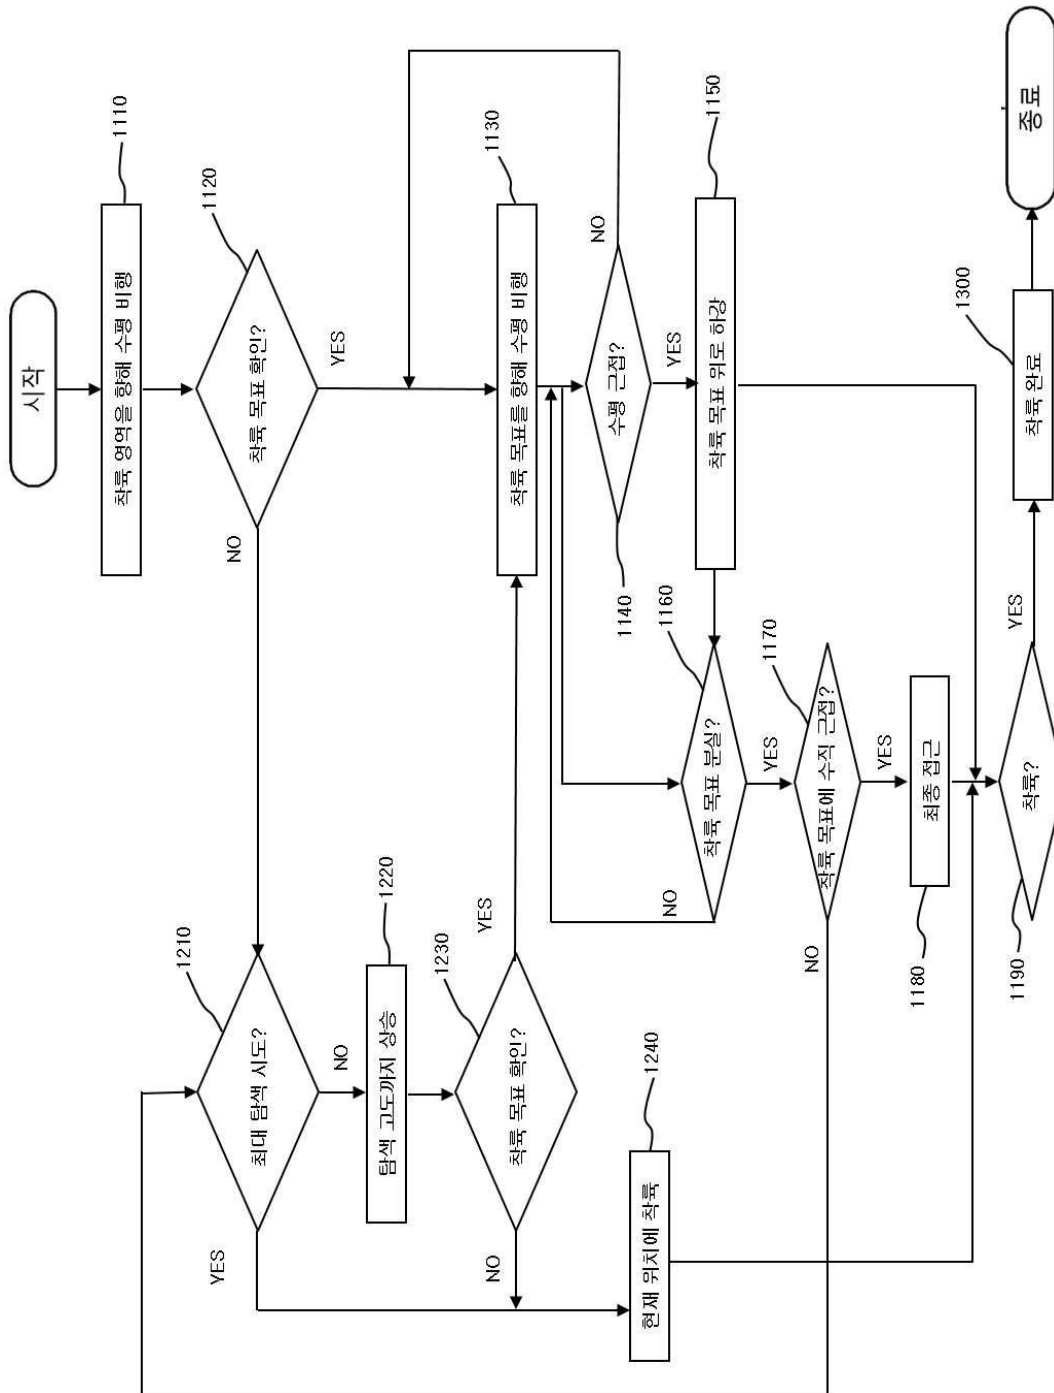 시작
착륙 영역을 향해 수평 비행
1110
착륙 목표 확인?
1120
NO
YES
최대 탐색 시도?
1210
YES
NO
탐색 고도까지 상승
1220
착륙 목표 확인?
1230
NO
YES
착륙 목표를 향해 수평 비행
1130
수평 근접?
1140
NO
YES
현재 위치에 착륙
1240
착륙 목표 위로 하강
1150
착륙 목표 분실?
1160
NO
YES
착륙 목표에 수직 근접?
1170
NO
YES
최종 접근
1180
착륙?
1190
YES
착륙 완료
1300
종료